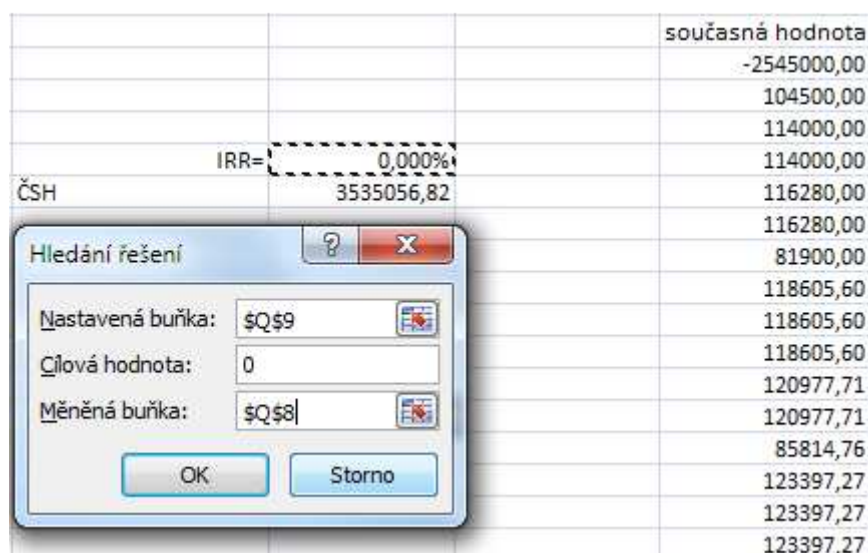 současná hodnota
-2545000,00
104500,00
114000,00
IRR= 0,000% 114000,00
ČSH 3535056,82 116280,00
116280,00
Hledání řešení 81900,00
118605,60
Nastavená buňka: $Q$9 118605,60
118605,60
Cílová hodnota: 0 120977,71
Měněná buňka: $Q$8 120977,71
85814,76
OK Storno 123397,27
123397,27
123397,27